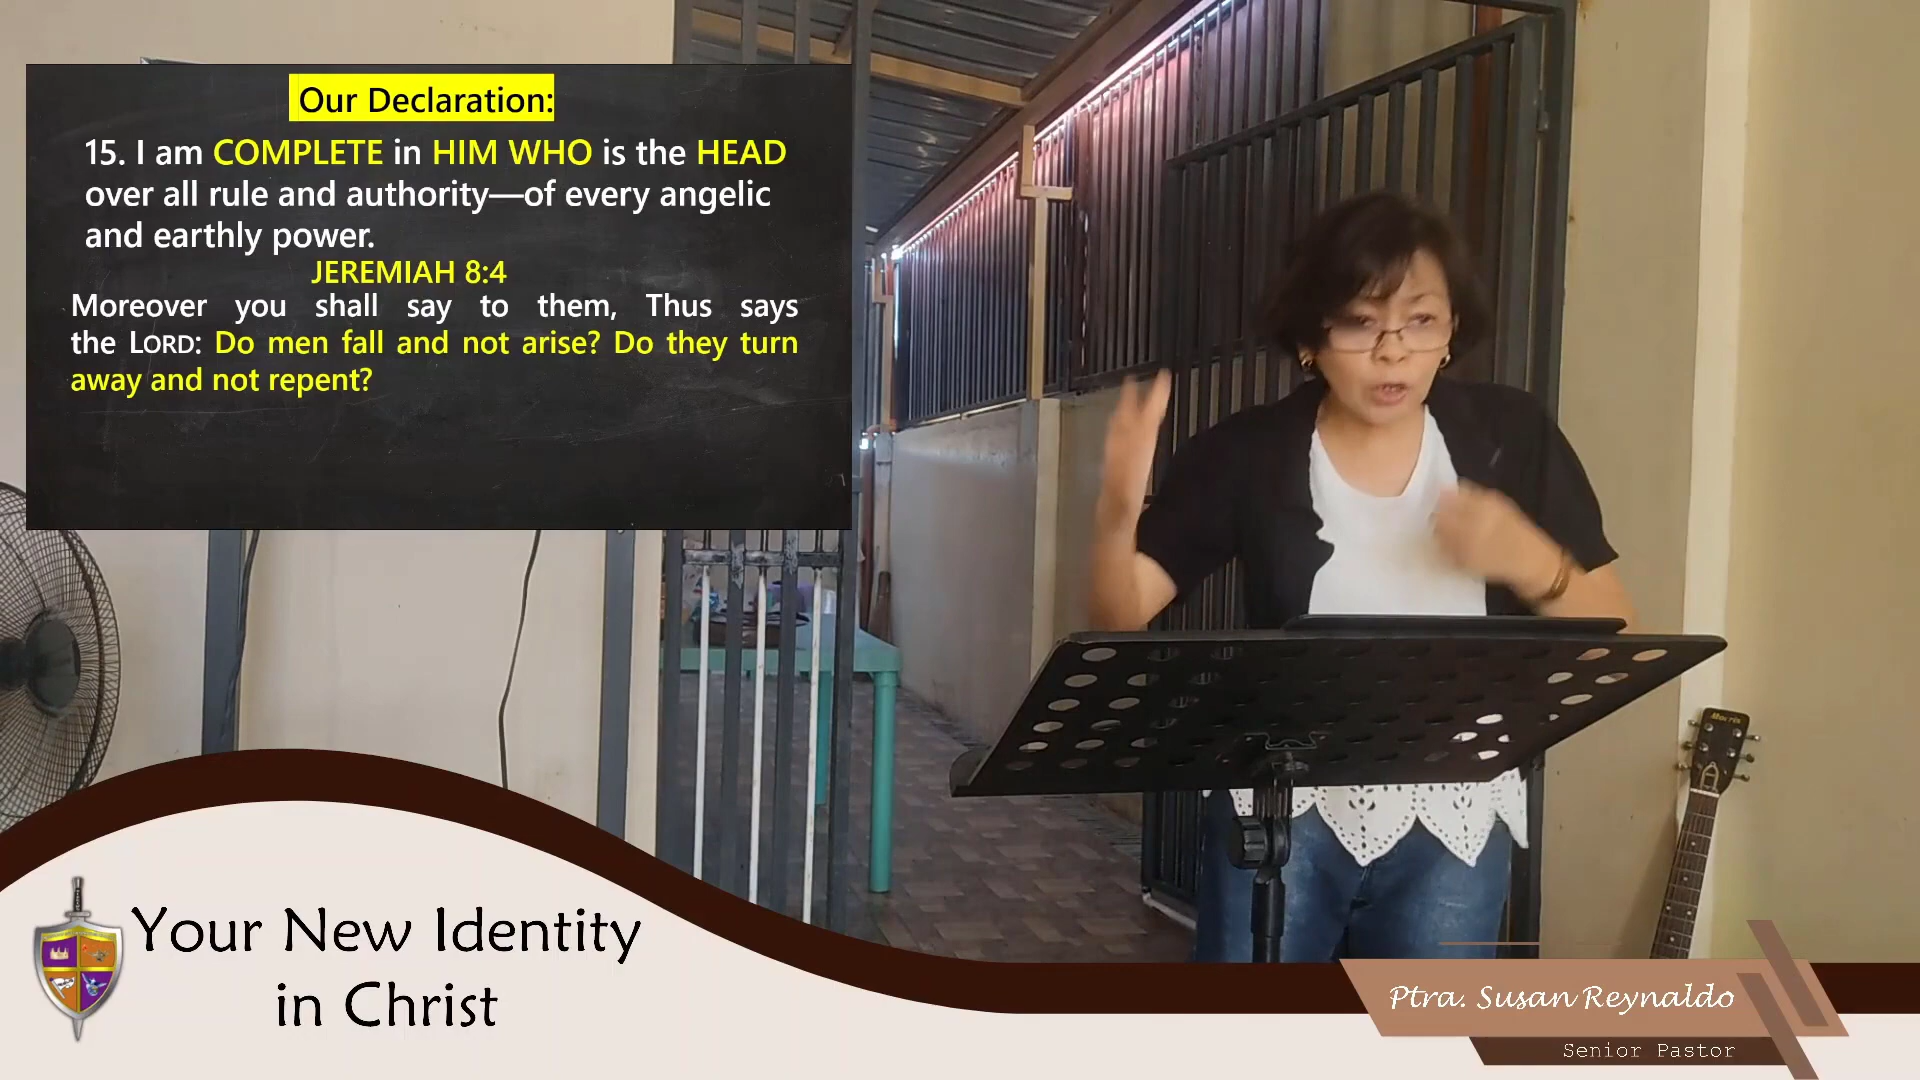 Our Declaration:
15. I am COMPLETE in HIM WHO is the HEAD
over all rule and authority—of every angelic
and earthly power.
JEREMIAH 8:4
Moreover you shall say to them, Thus says
the LORD: Do men fall and not arise? Do they turn
away and not repent?
Morris
Your New Identity
in Christ
Ptra. Susan Reynaldo
Senior Pastor